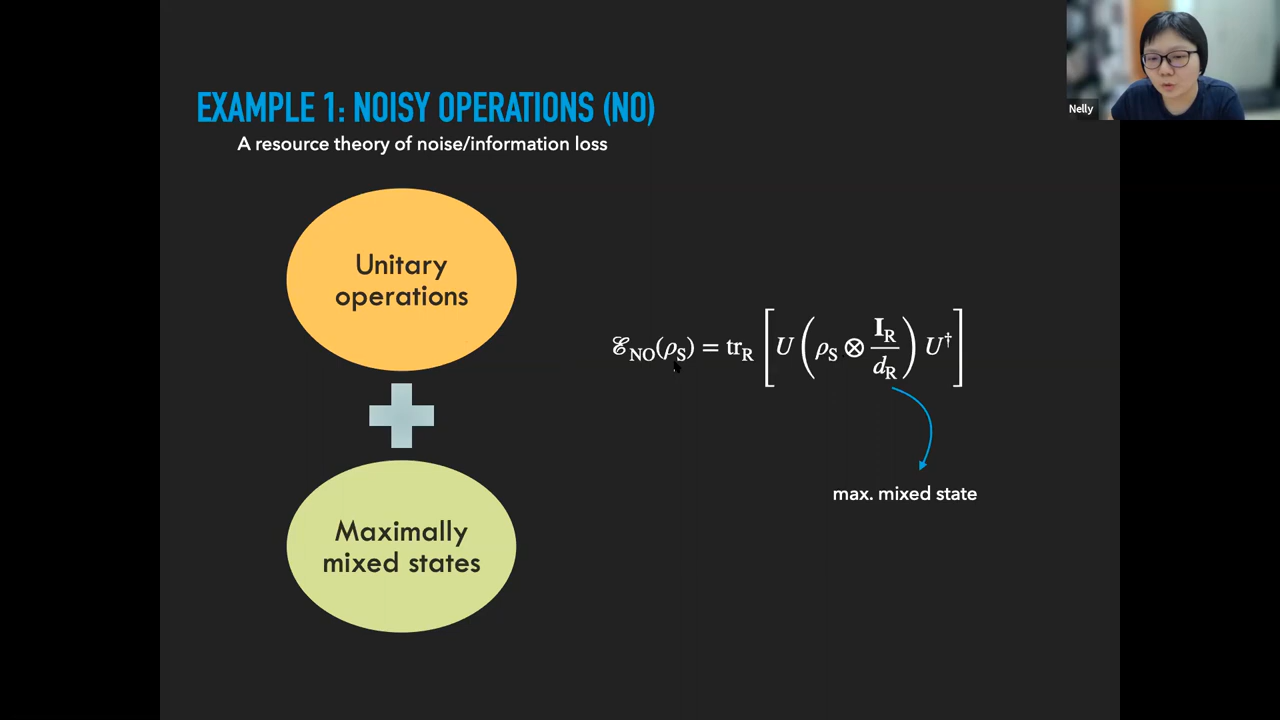 EXAMPLE 1: NOISY OPERATIONS (NO)
A resource theory of noise/information loss
Unitary
operations
Maximally
mixed states
ℰ_NO(ρ_S) = tr_R [U (ρ_S ⊗ I_R/d_R) U†]
max. mixed state
Nelly